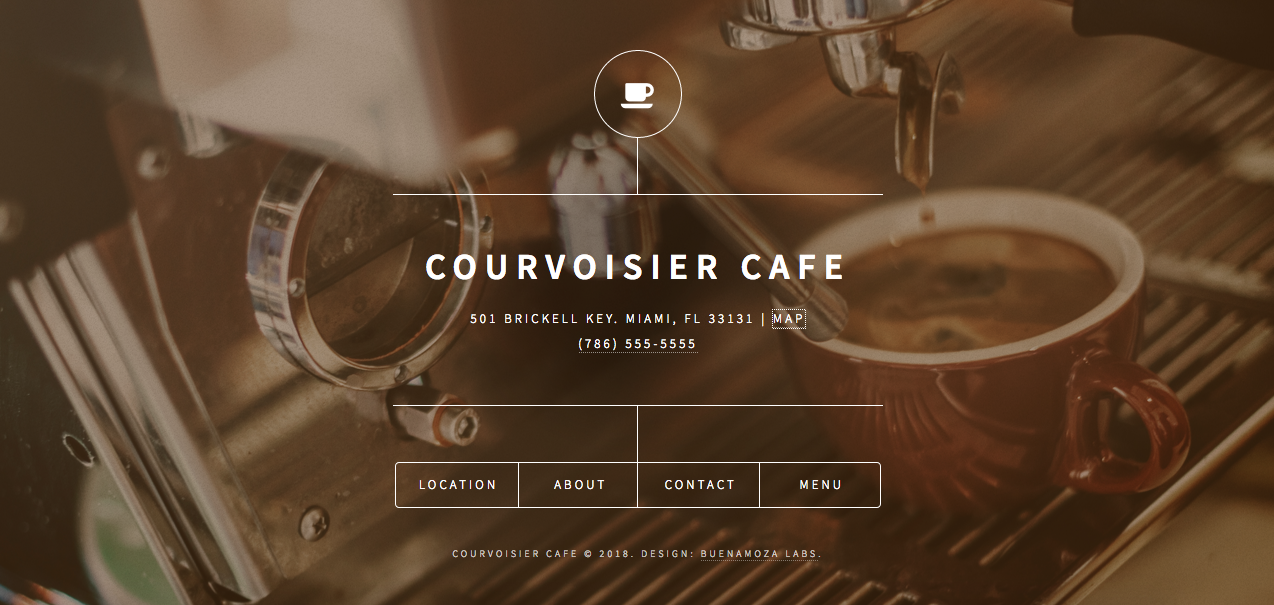 COURVOISIER CAFE
501 BRICKELL KEY. MIAMI, FL 33131 | MAP
(786) 555-5555
LOCATION ABOUT CONTACT MENU
COURVOISIER CAFE © 2018. DESIGN: BUENAMOZA LABS.